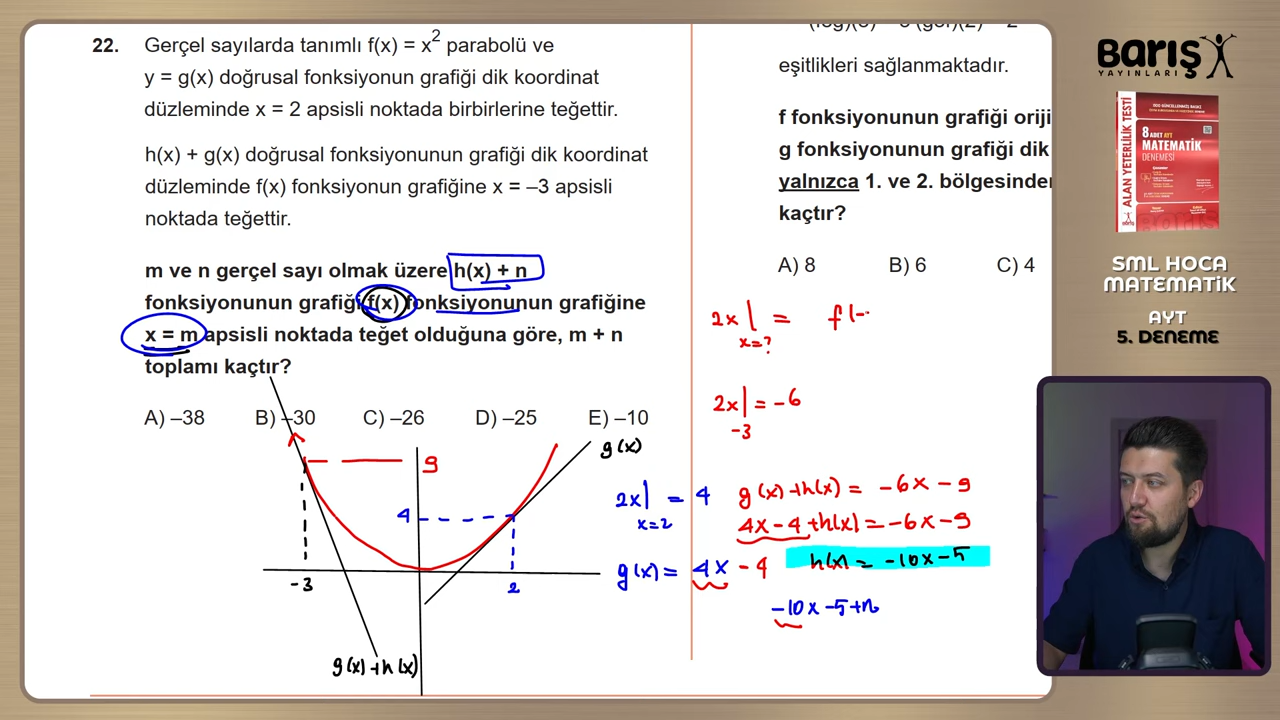 22. Gerçel sayılarda tanımlı f(x) = x² parabolü ve
y = g(x) doğrusal fonksiyonun grafiği dik koordinat
düzleminde x = 2 apsisli noktada birbirlerine teğettir.
h(x) + g(x) doğrusal fonksiyonunun grafiği dik koordinat
düzleminde f(x) fonksiyonun grafiğine x = –3 apsisli
noktada teğettir.
m ve n gerçel sayı olmak üzere h(x) + n
fonksiyonunun grafiği f(x) fonksiyonunun grafiğine
x = m apsisli noktada teğet olduğuna göre, m + n
toplamı kaçtır?
A) –38 B) –30 C) –26 D) –25 E) –10
g(x)
9
4
-3
2
g(x)+h(x)
2x| = 4
x=2
g(x) = 4x - 4
eşitlikleri sağlanmaktadır.
f fonksiyonunun grafiği oriji
g fonksiyonunun grafiği dik
yalnızca 1. ve 2. bölgesinde
kaçtır?
A) 8 B) 6 C) 4
2x| = f(-
x=?
2x| = -6
-3
g(x)+h(x) = -6x - 9
4x - 4 + h(x) = -6x - 9
h(x) = -10x - 5
-10x - 5 + n
BARIŞ
YAYINLARI
ALAN YETERLİLİK TESTİ
8 ADET AYT
MATEMATİK
DENEMESİ
SML HOCA
MATEMATİK
AYT
5. DENEME